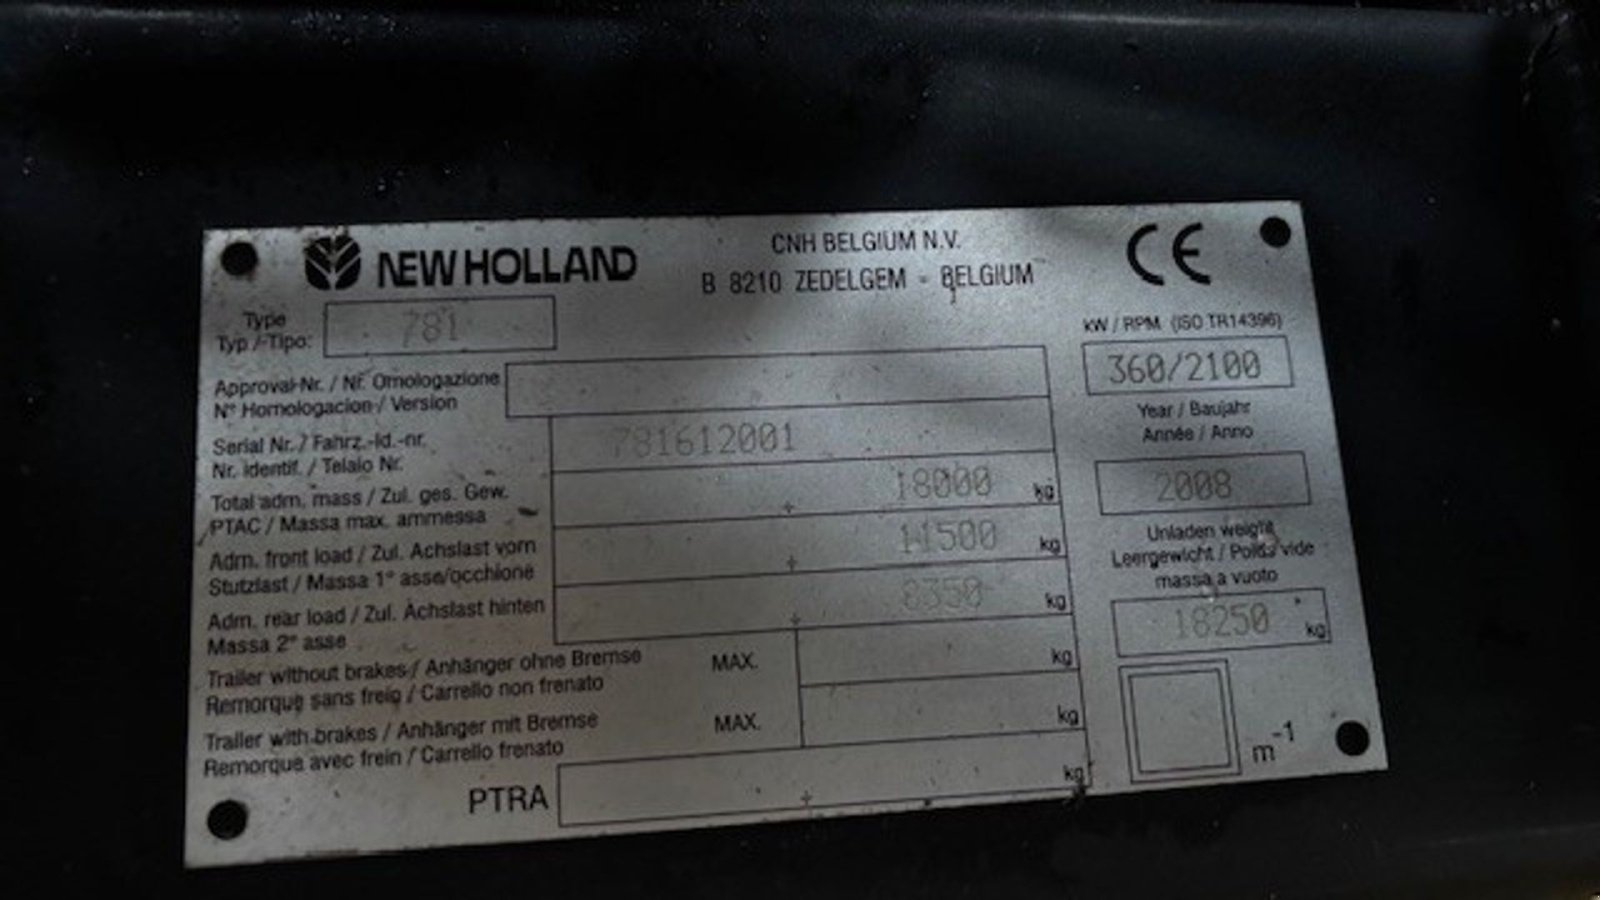 NEW HOLLAND
CNH BELGIUM N.V.
B 8210 ZEDELGEM - BELGIUM
CE
Type
Typ / Tipo: 781
kW / RPM (ISO TR14396)
360/2100
Approval-Nr. / Nr. Omologazione
N° Homologacion / Version
Year / Baujahr
Année / Anno
2008
Serial Nr. / Fahrz.-Id.-nr.
Nr. identif. / Telaio Nr.
781612001
Total adm. mass / Zul. ges. Gew.
PTAC / Massa max. ammessa
18000 kg
Adm. front load / Zul. Achslast vorn
Stutzlast / Massa 1° asse/occhione
11500 kg
Unladen weight
Leergewicht / Poids vide
massa a vuoto
18250 kg
Adm. rear load / Zul. Achslast hinten
Massa 2° asse
8350 kg
Trailer without brakes / Anhänger ohne Bremse
Remorque sans freig / Carrello non frenato
MAX. kg
Trailer with brakes / Anhänger mit Bremse
Remorque avec frein / Carrello frenato
MAX. kg
PTRA kg
m-1